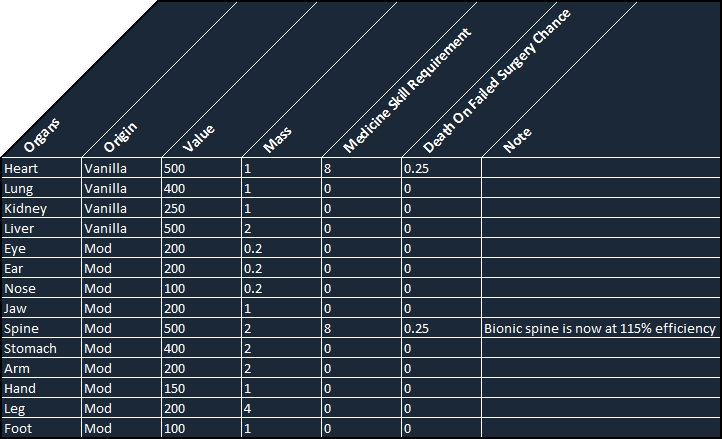 Organs Origin Value Mass Medicine Skill Requirement Death On Failed Surgery Chance Note
Heart Vanilla 500 1 8 0.25
Lung Vanilla 400 1 0 0
Kidney Vanilla 250 1 0 0
Liver Vanilla 500 2 0 0
Eye Mod 200 0.2 0 0
Ear Mod 200 0.2 0 0
Nose Mod 100 0.2 0 0
Jaw Mod 200 1 0 0
Spine Mod 500 2 8 0.25 Bionic spine is now at 115% efficiency
Stomach Mod 400 2 0 0
Arm Mod 200 2 0 0
Hand Mod 150 1 0 0
Leg Mod 200 4 0 0
Foot Mod 100 1 0 0